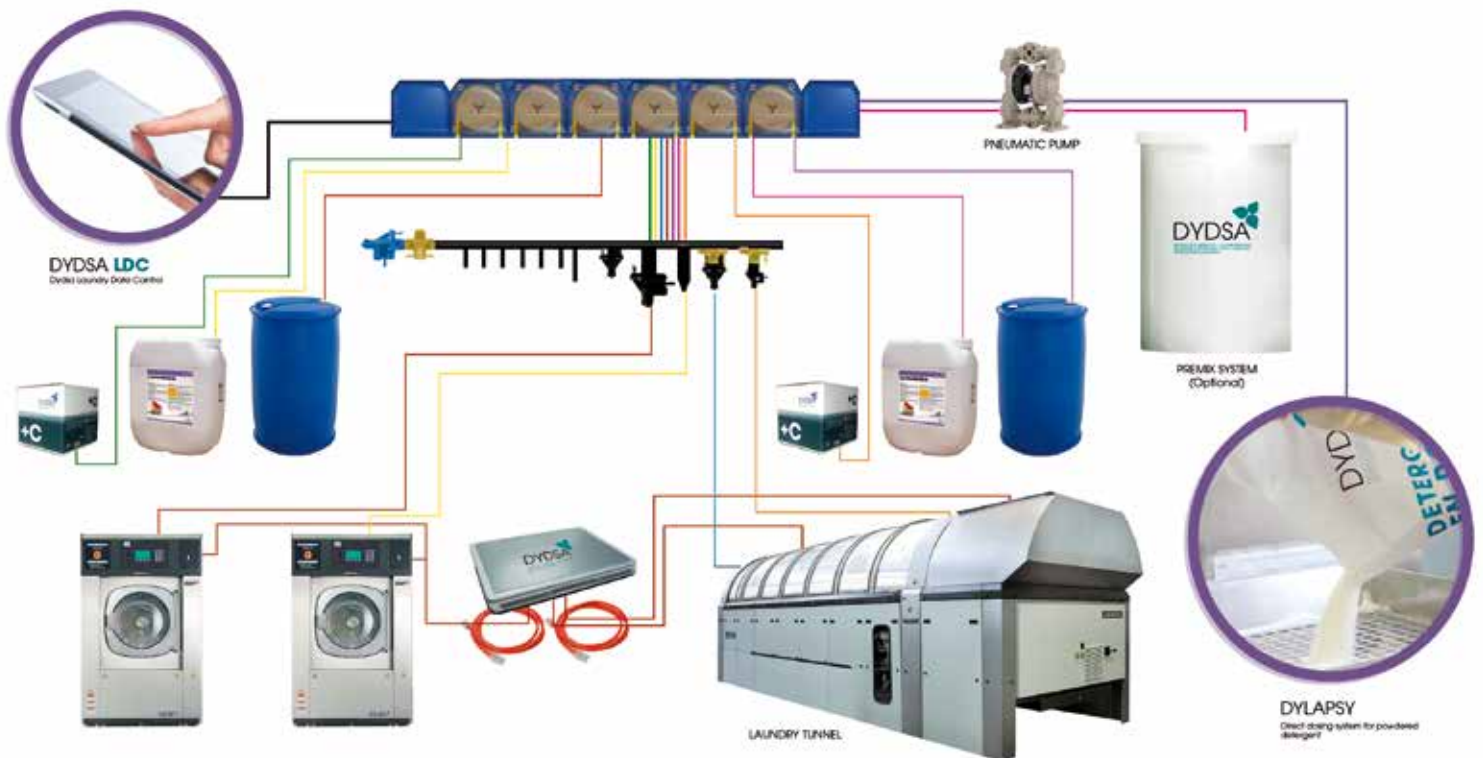 DYDSA LDC
Dydsa Laundry Data Control
PNEUMATIC PUMP
DYDSA
PREMIX SYSTEM
(Optional)
+C
+C
DYDSA
LAUNDRY TUNNEL
DYD
DETERG
EN P
DYLAPSY
Direct dosing system for powdered
detergent